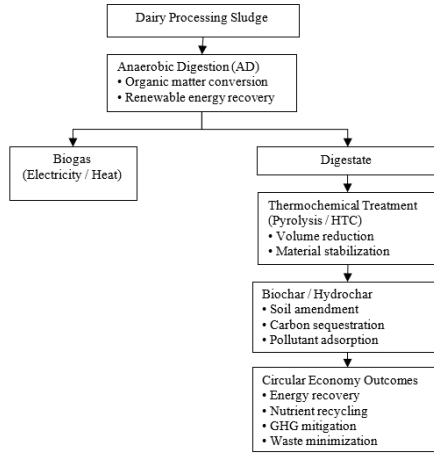 Dairy Processing Sludge
Anaerobic Digestion (AD)
• Organic matter conversion
• Renewable energy recovery
Biogas
(Electricity / Heat)
Digestate
Thermochemical Treatment
(Pyrolysis / HTC)
• Volume reduction
• Material stabilization
Biochar / Hydrochar
• Soil amendment
• Carbon sequestration
• Pollutant adsorption
Circular Economy Outcomes
• Energy recovery
• Nutrient recycling
• GHG mitigation
• Waste minimization